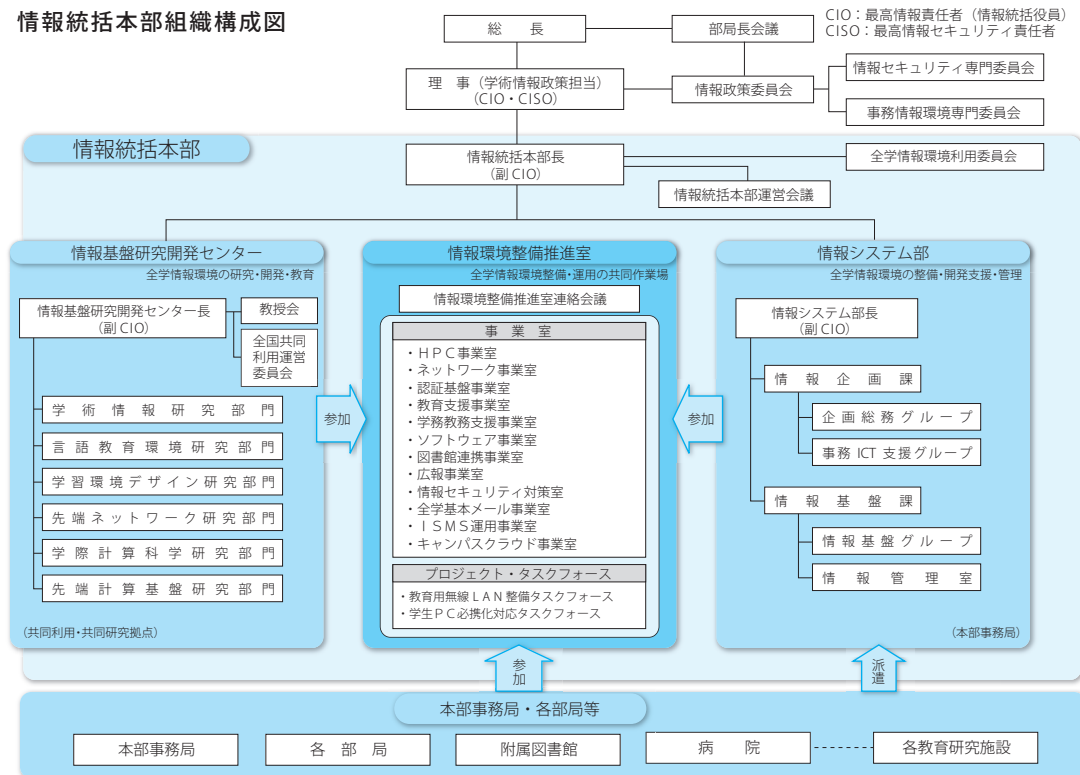 情報統括本部組織構成図
CIO：最高情報責任者（情報統括役員）
CISO：最高情報セキュリティ責任者
総　長
部局長会議
理　事（学術情報政策担当）
（CIO・CISO）
情報政策委員会
情報セキュリティ専門委員会
事務情報環境専門委員会
情報統括本部
情報統括本部長
（副 CIO）
全学情報環境利用委員会
情報統括本部運営会議
情報基盤研究開発センター
全学情報環境の研究・開発・教育
情報基盤研究開発センター長
（副 CIO）
教授会
全国共同
利用運営
委員会
学術情報研究部門
言語教育環境研究部門
学習環境デザイン研究部門
先端ネットワーク研究部門
学際計算科学研究部門
先端計算基盤研究部門
（共同利用・共同研究拠点）
参加
情報環境整備推進室
全学情報環境整備・運用の共同作業場
情報環境整備推進室連絡会議
事　業　室
・ＨＰＣ事業室
・ネットワーク事業室
・認証基盤事業室
・教育支援事業室
・学務教務支援事業室
・ソフトウェア事業室
・図書館連携事業室
・広報事業室
・情報セキュリティ対策室
・全学基本メール事業室
・ＩＳＭＳ運用事業室
・キャンパスクラウド事業室
プロジェクト・タスクフォース
・教育用無線ＬＡＮ整備タスクフォース
・学生ＰＣ必携化対応タスクフォース
参加
情報システム部
全学情報環境の整備・開発支援・管理
情報システム部長
（副 CIO）
情報企画課
企画総務グループ
事務 ICT 支援グループ
情報基盤課
情報基盤グループ
情報管理室
（本部事務局）
参加
派遣
本部事務局・各部局等
本部事務局
各　部　局
附属図書館
病　院
各教育研究施設